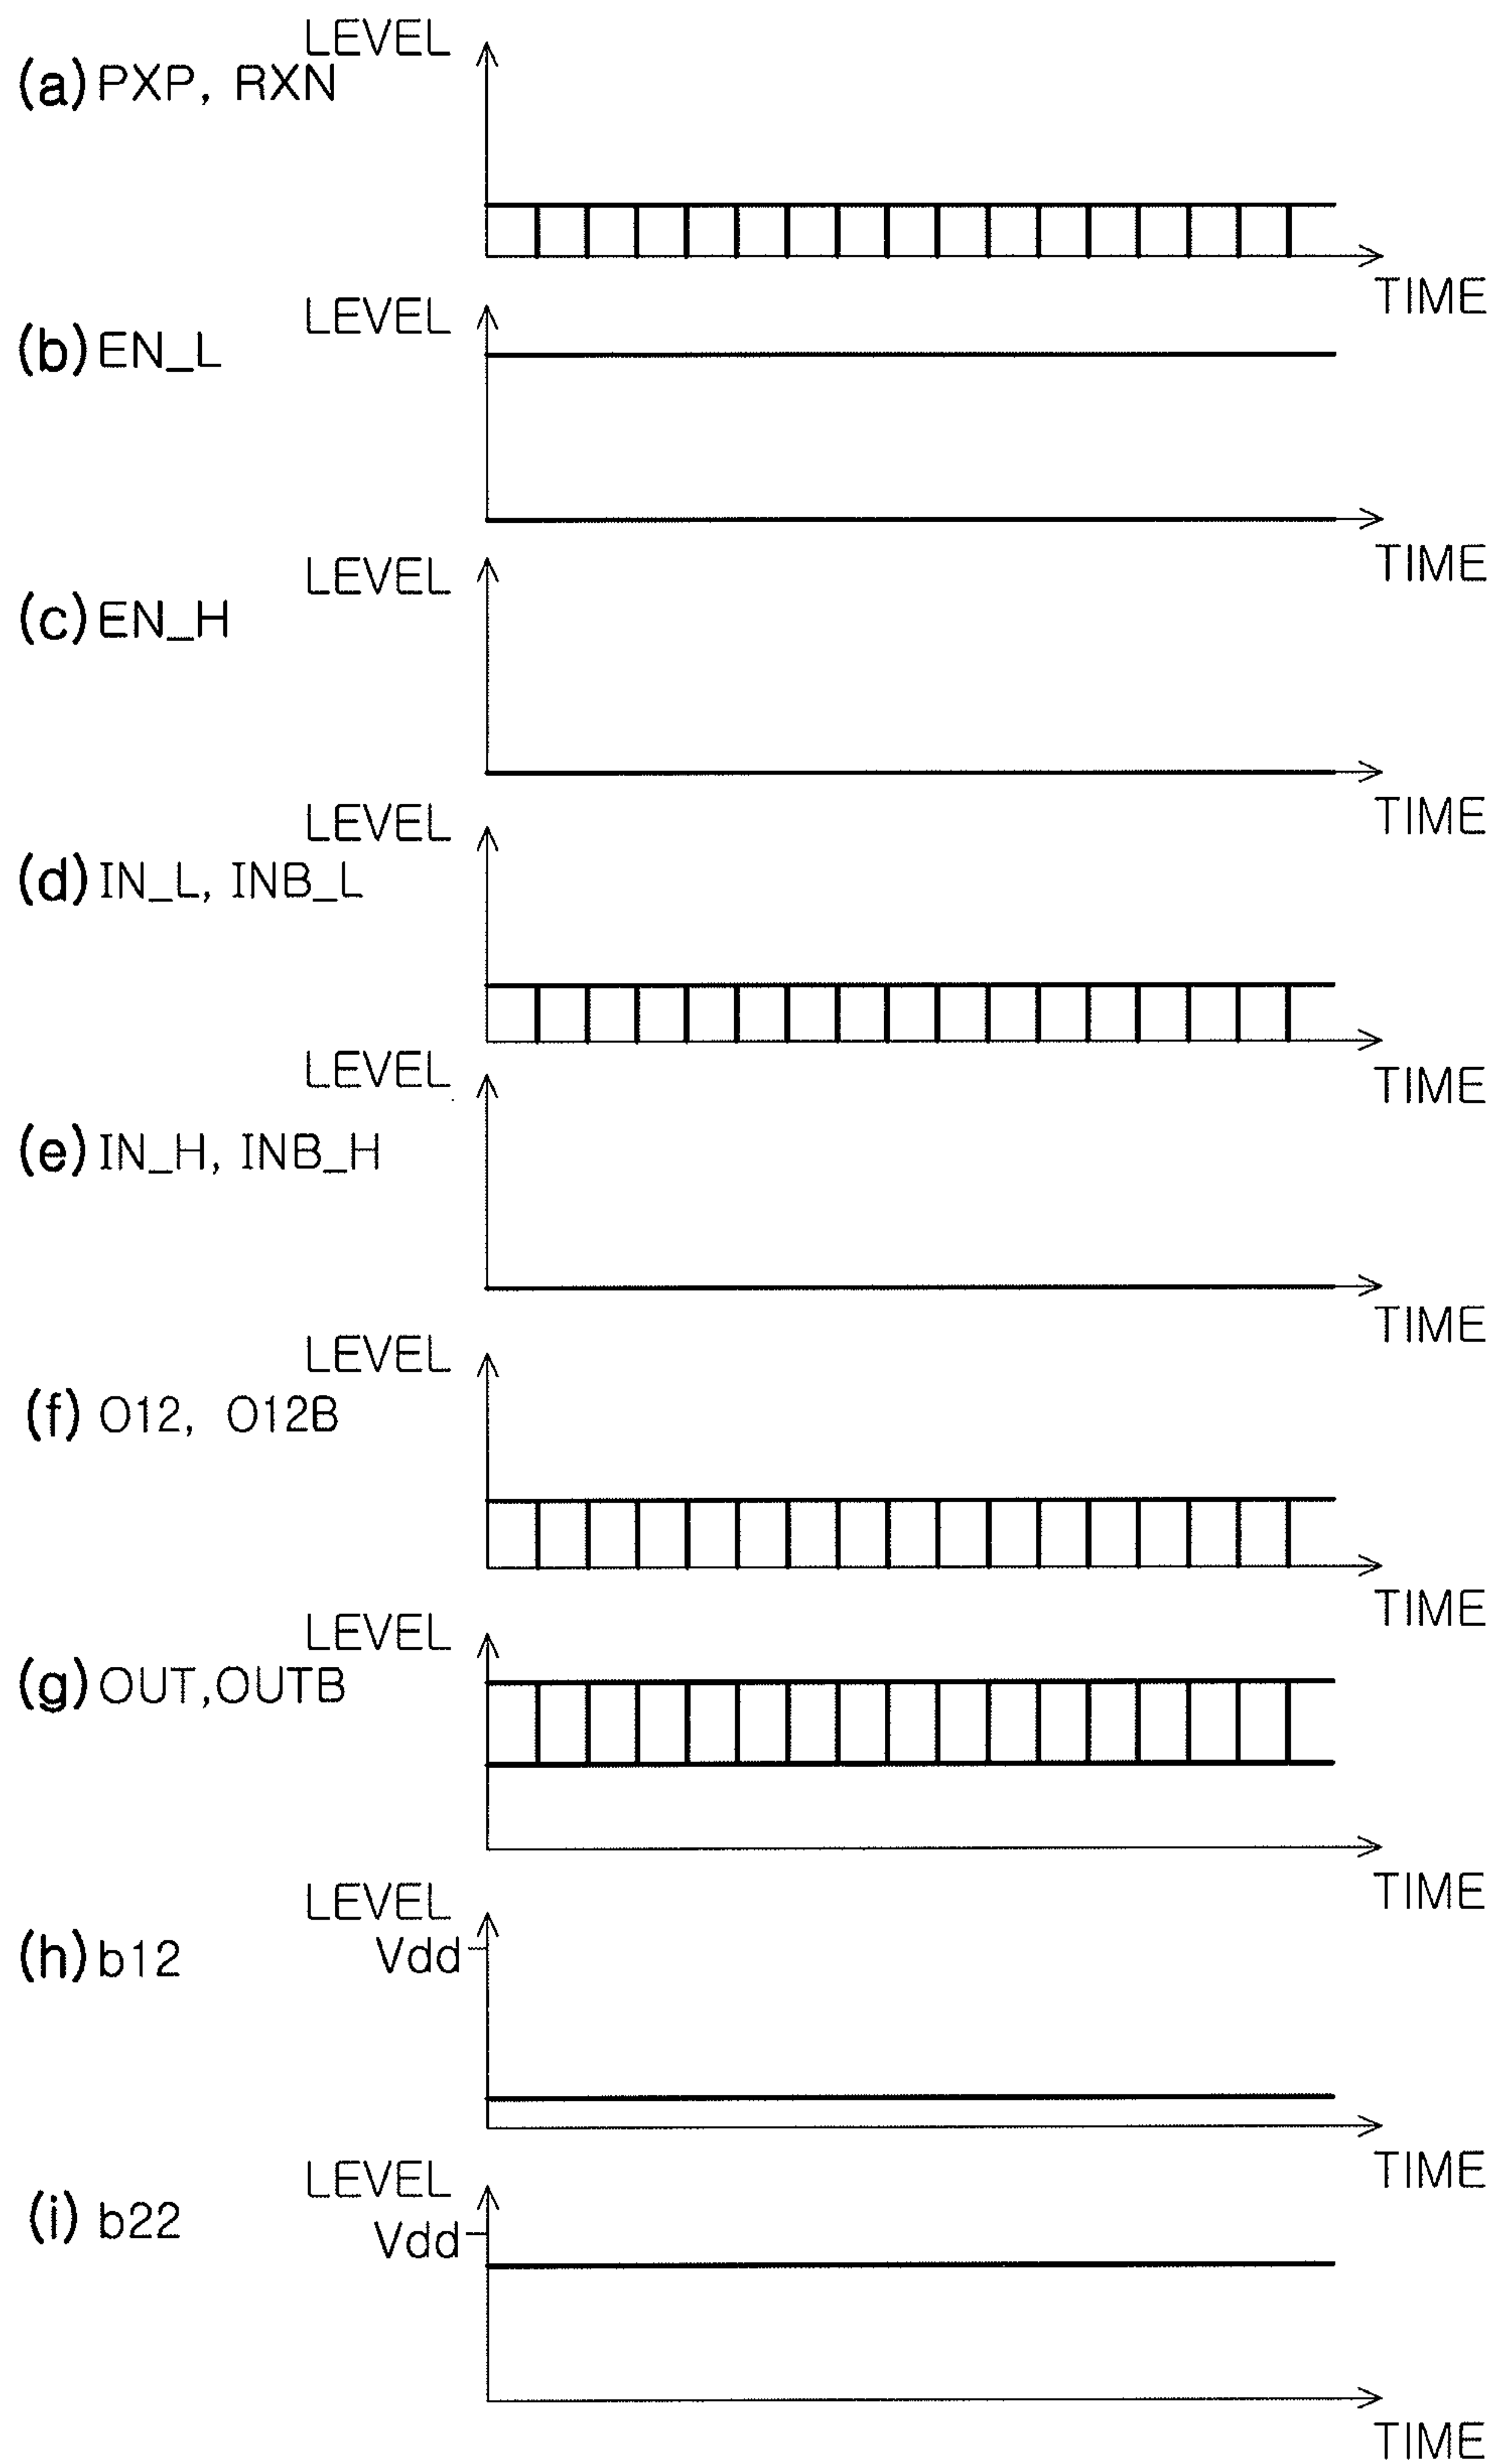 LEVEL
(a) PXP, RXN
TIME
LEVEL
(b) EN_L
TIME
LEVEL
(c) EN_H
TIME
LEVEL
(d) IN_L, INB_L
TIME
LEVEL
(e) IN_H, INB_H
TIME
LEVEL
(f) O12, O12B
TIME
LEVEL
(g) OUT,OUTB
TIME
LEVEL
Vdd
(h) b12
TIME
LEVEL
(i) b22
Vdd
TIME